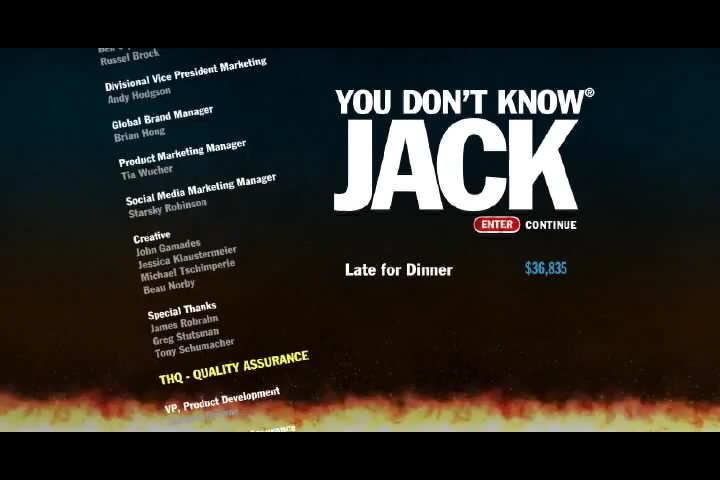 Russel Brock
Divisional Vice President Marketing
Andy Hodgson
Global Brand Manager
Brian Hong
Product Marketing Manager
Tia Wucher
Social Media Marketing Manager
Starsky Robinson
Creative
John Gamades
Jessica Klaustermeier
Michael Tschimperle
Beau Norby
Special Thanks
James Robrahn
Greg Stutsman
Tony Schumacher
THQ - QUALITY ASSURANCE
VP, Product Development
YOU DON'T KNOW®
JACK
ENTER CONTINUE
Late for Dinner $36,835